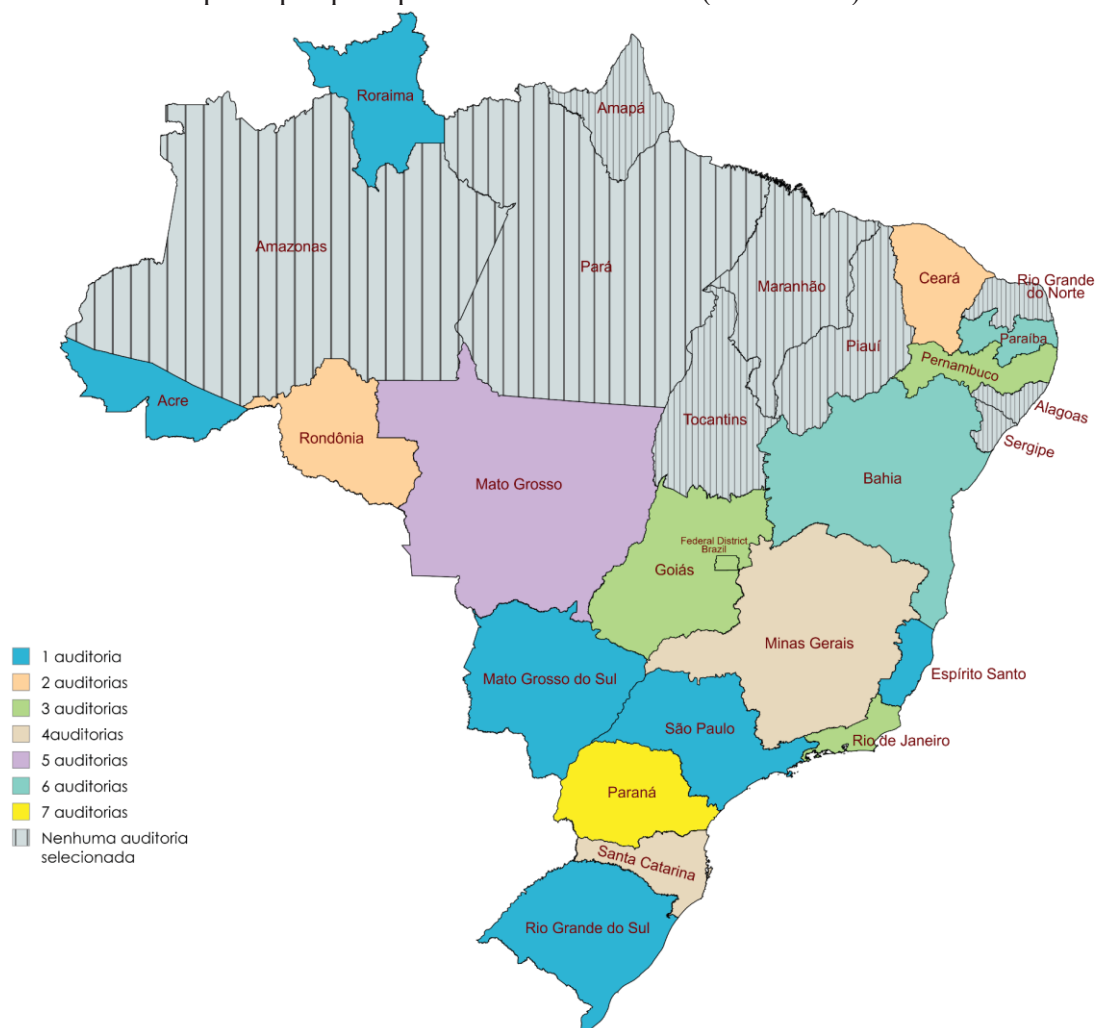 Roraima
Amapá
Amazonas
Pará
Maranhão
Ceará
Rio Grande
do Norte
Paraíba
Piauí
Pernambuco
Alagoas
Sergipe
Acre
Rondônia
Tocantins
Mato Grosso
Bahia
Federal District
Brazil
Goiás
Minas Gerais
Espírito Santo
Mato Grosso do Sul
São Paulo
Rio de Janeiro
Paraná
Santa Catarina
Rio Grande do Sul
1 auditoria
2 auditorias
3 auditorias
4auditorias
5 auditorias
6 auditorias
7 auditorias
Nenhuma auditoria
selecionada